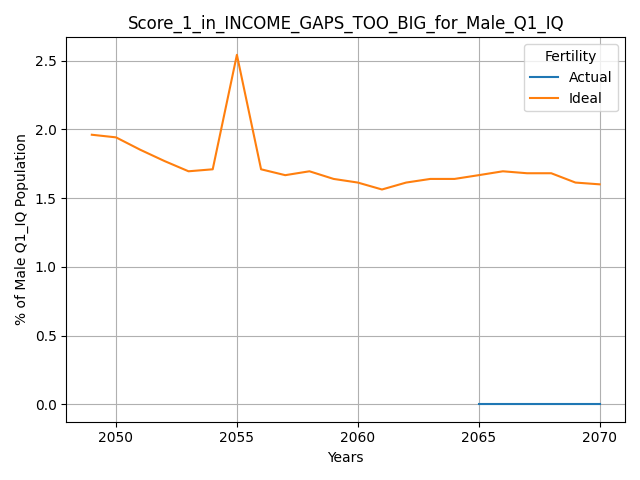 Score_1_in_INCOME_GAPS_TOO_BIG_for_Male_Q1_IQ
Fertility
Actual
Ideal
% of Male Q1_IQ Population
2.5
2.0
1.5
1.0
0.5
0.0
2050 2055 2060 2065 2070
Years